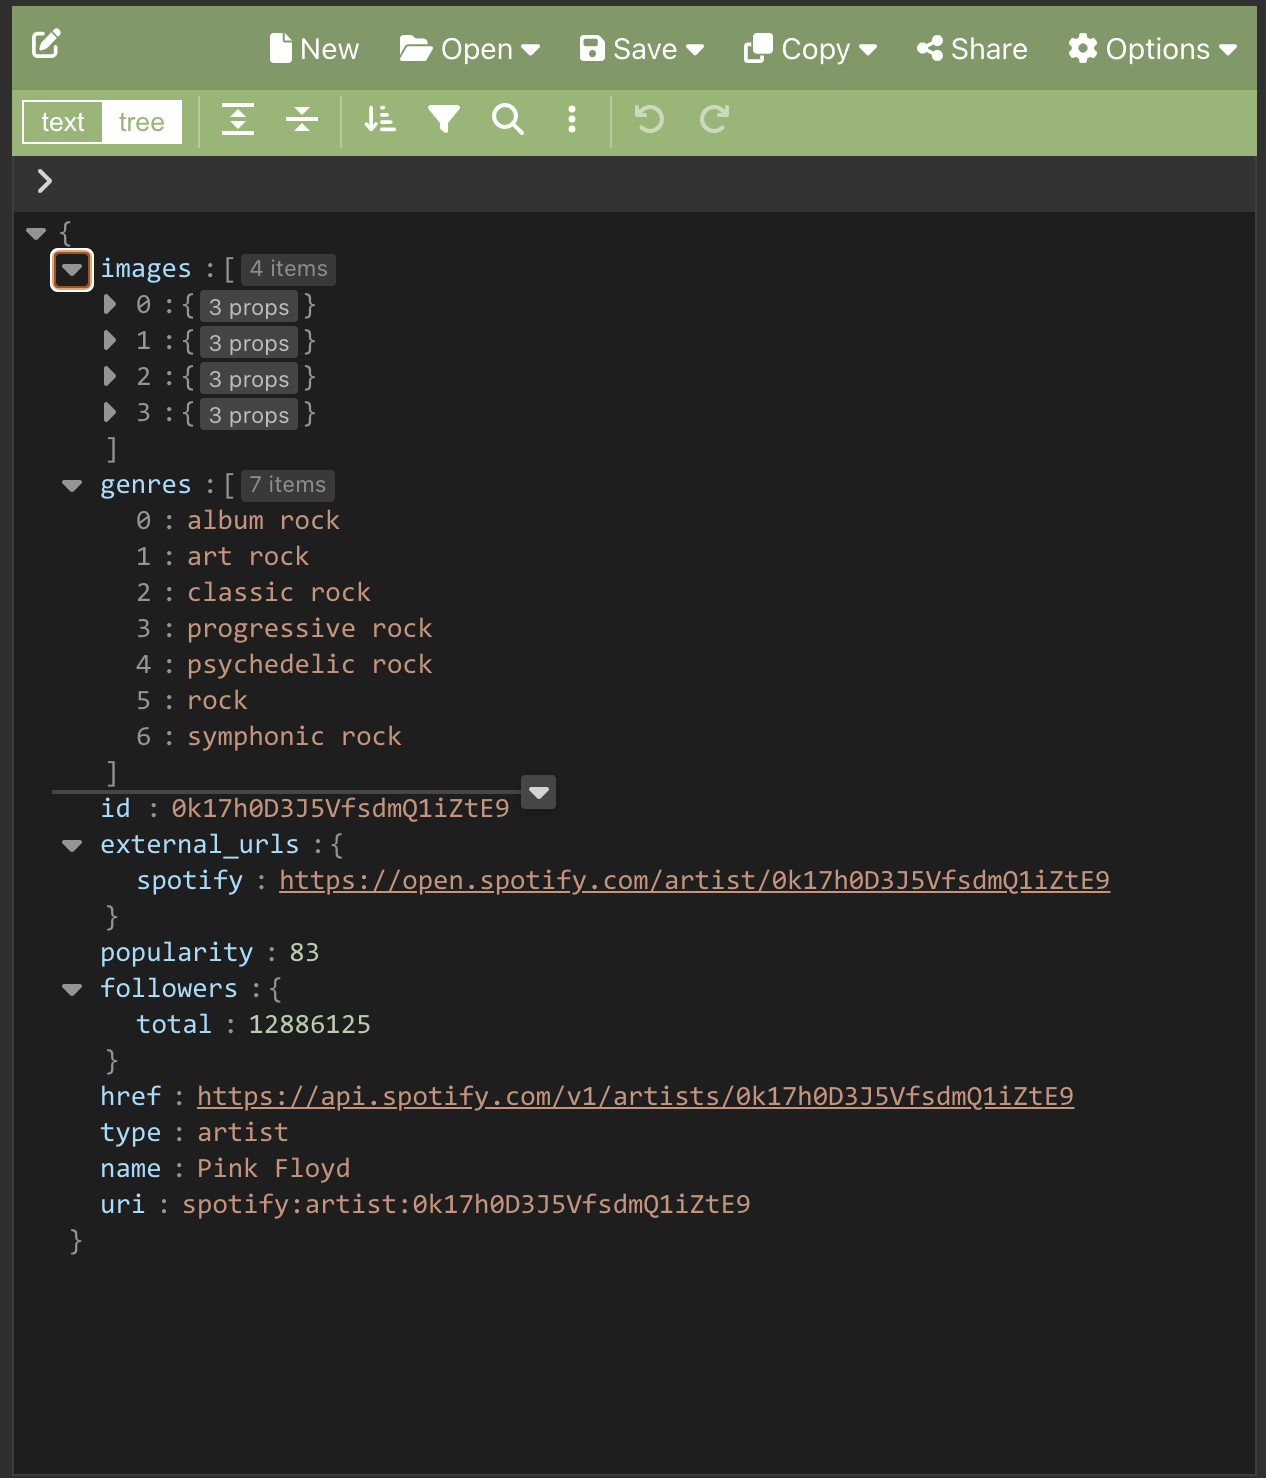 New Open Save Copy Share Options
text tree
{
images : [ 4 items
0 : { 3 props }
1 : { 3 props }
2 : { 3 props }
3 : { 3 props }
]
genres : [ 7 items
0 : album rock
1 : art rock
2 : classic rock
3 : progressive rock
4 : psychedelic rock
5 : rock
6 : symphonic rock
]
id : 0k17h0D3J5VfsdmQ1iZtE9
external_urls : {
spotify : https://open.spotify.com/artist/0k17h0D3J5VfsdmQ1iZtE9
}
popularity : 83
followers : {
total : 12886125
}
href : https://api.spotify.com/v1/artists/0k17h0D3J5VfsdmQ1iZtE9
type : artist
name : Pink Floyd
uri : spotify:artist:0k17h0D3J5VfsdmQ1iZtE9
}